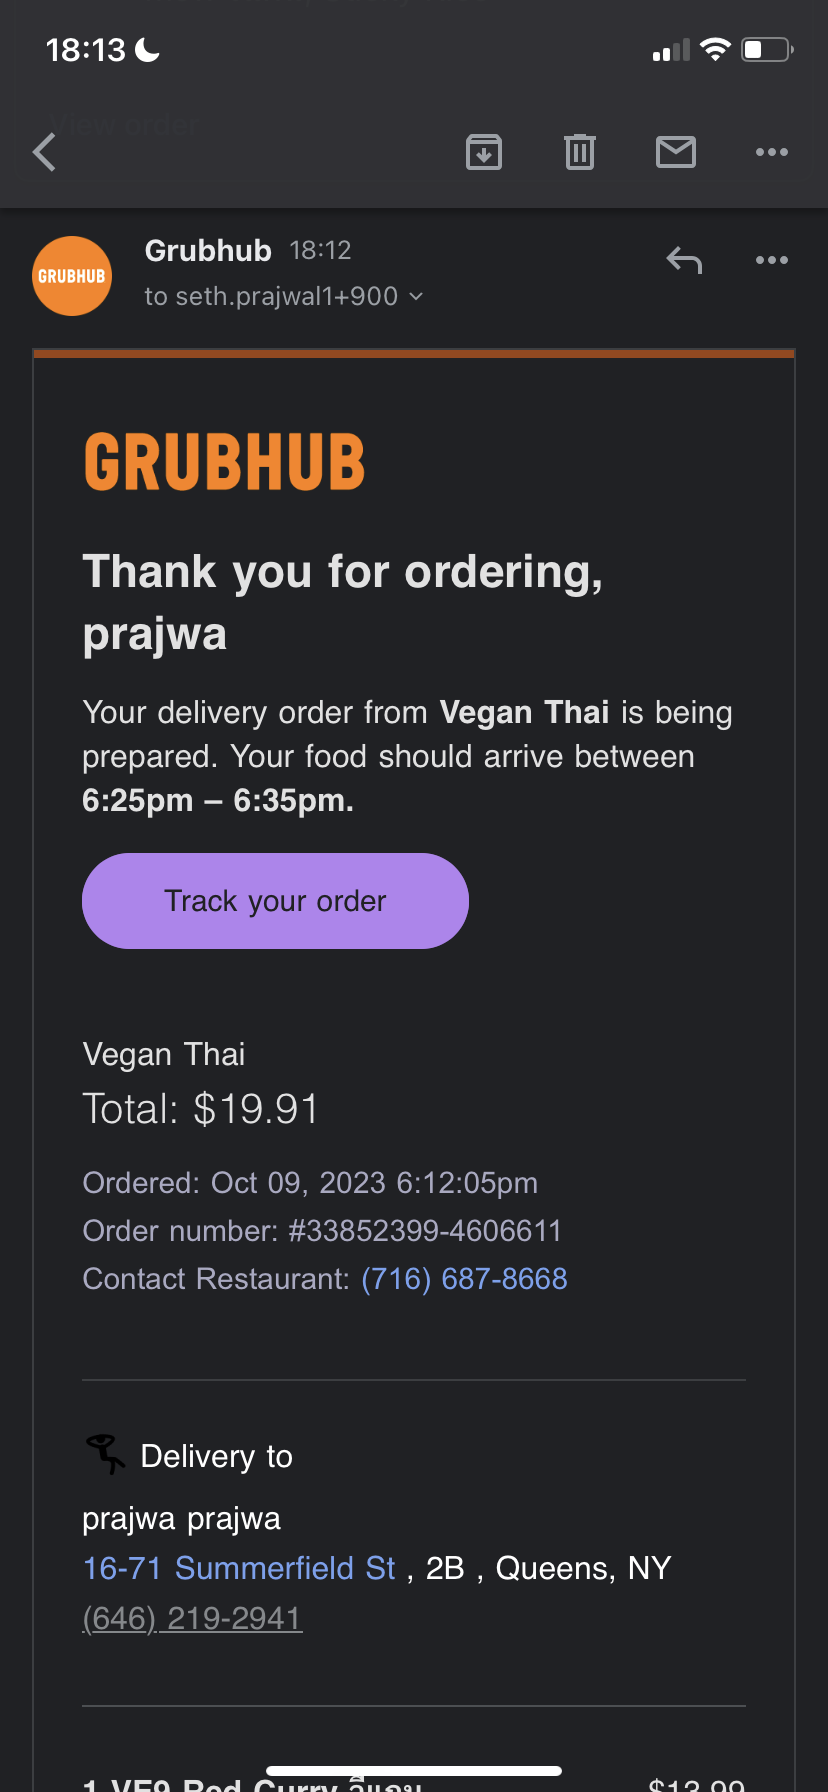 18:13
View order
GRUBHUB
Grubhub 18:12
to seth.prajwal1+900
GRUBHUB
Thank you for ordering,
prajwa
Your delivery order from Vegan Thai is being
prepared. Your food should arrive between
6:25pm – 6:35pm.
Track your order
Vegan Thai
Total: $19.91
Ordered: Oct 09, 2023 6:12:05pm
Order number: #33852399-4606611
Contact Restaurant: (716) 687-8668
Delivery to
prajwa prajwa
16-71 Summerfield St , 2B , Queens, NY
(646) 219-2941
1 VE9 Red Curry $13.99